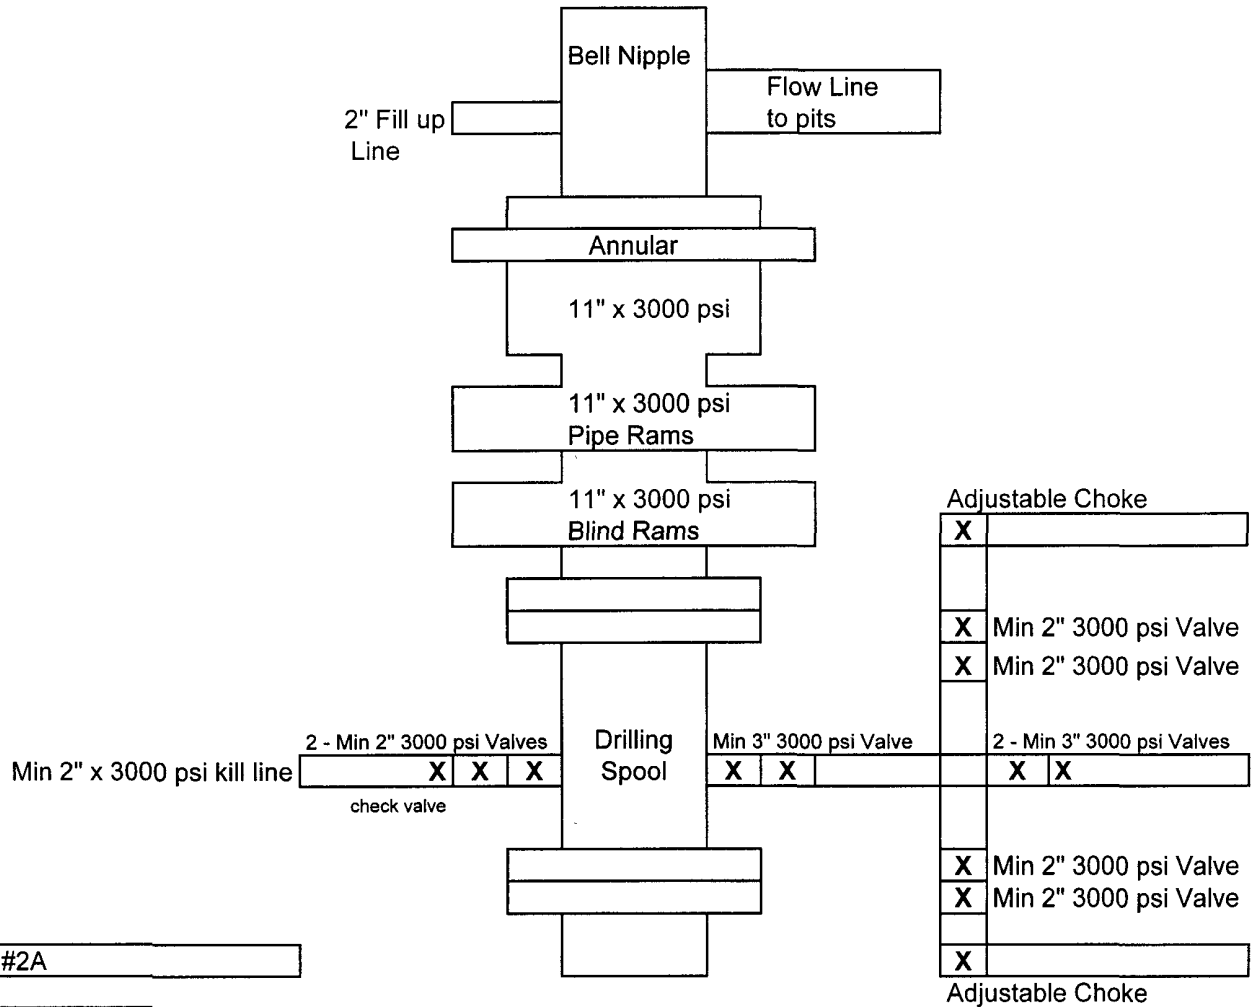 Bell Nipple
Flow Line
to pits
2" Fill up
Line
Annular
11" x 3000 psi
11" x 3000 psi
Pipe Rams
11" x 3000 psi
Blind Rams
Adjustable Choke
X
X Min 2" 3000 psi Valve
X Min 2" 3000 psi Valve
2 - Min 2" 3000 psi Valves
Drilling
Spool
Min 3" 3000 psi Valve
2 - Min 3" 3000 psi Valves
Min 2" x 3000 psi kill line
X X X
X X
X X
check valve
X Min 2" 3000 psi Valve
X Min 2" 3000 psi Valve
#2A
X
Adjustable Choke